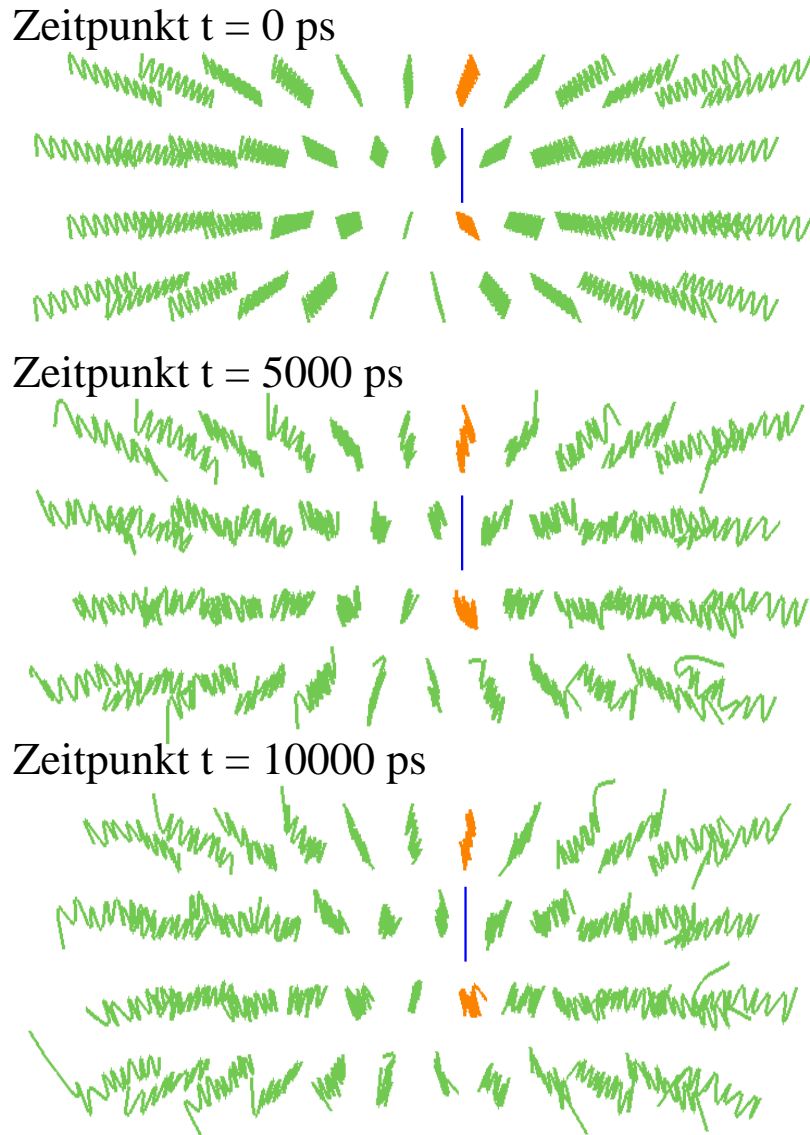 Zeitpunkt t = 0 ps
Zeitpunkt t = 5000 ps
Zeitpunkt t = 10000 ps